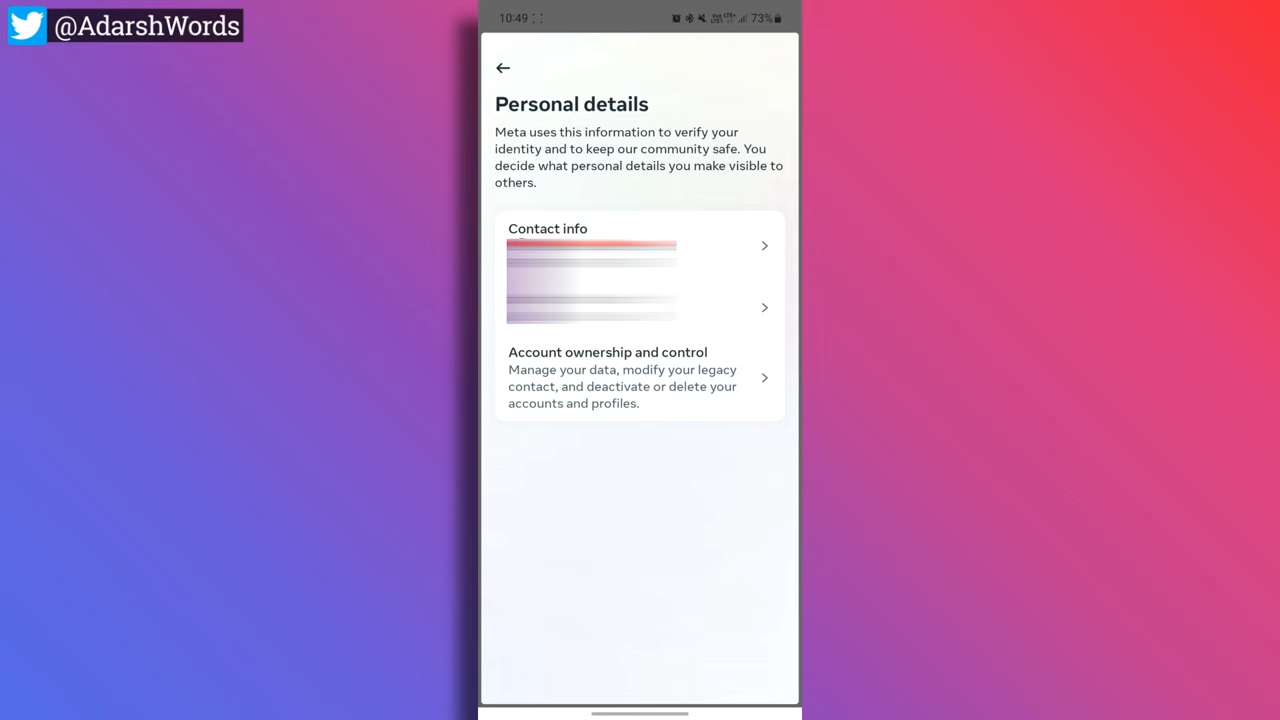 @AdarshWords
10:49
73%
Personal details
Meta uses this information to verify your
identity and to keep our community safe. You
decide what personal details you make visible to
others.
Contact info
Account ownership and control
Manage your data, modify your legacy
contact, and deactivate or delete your
accounts and profiles.